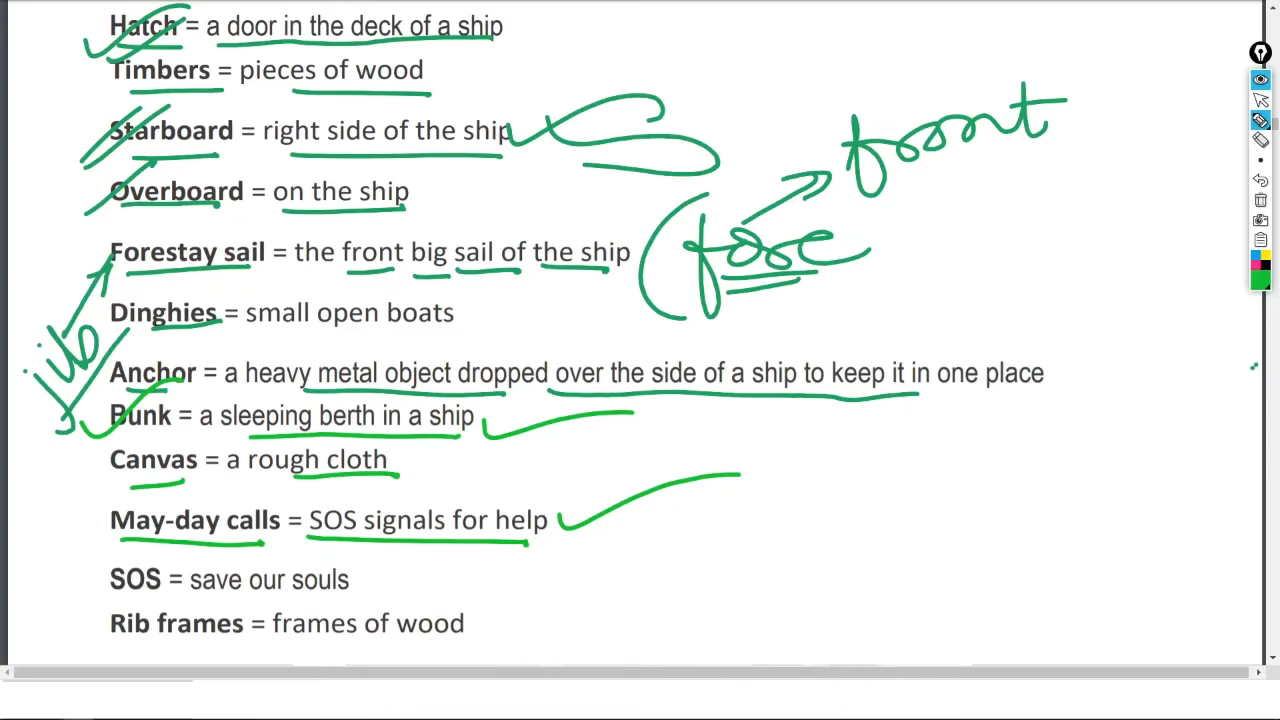 Hatch = a door in the deck of a ship
Timbers = pieces of wood
front
Starboard = right side of the ship
Overboard = on the ship
Forestay sail = the front big sail of the ship
(fore
Dinghies = small open boats
jib
Anchor = a heavy metal object dropped over the side of a ship to keep it in one place
Bunk = a sleeping berth in a ship
Canvas = a rough cloth
May-day calls = SOS signals for help
SOS = save our souls
Rib frames = frames of wood